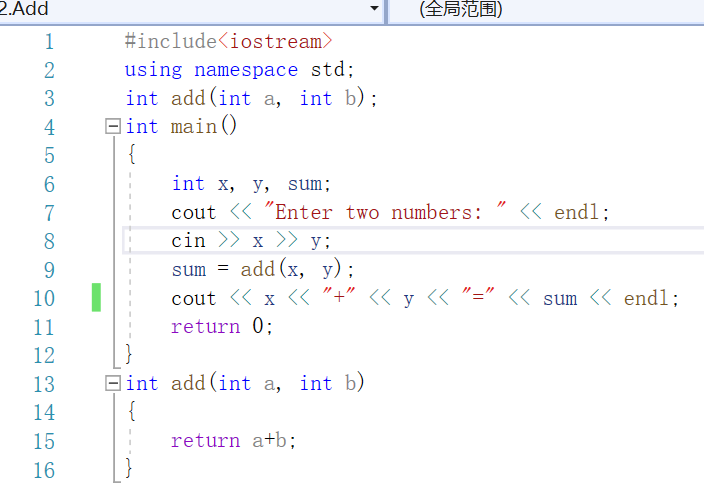 2.Add (全局范围)
1 #include<iostream>
2 using namespace std;
3 int add(int a, int b);
4 int main()
5 {
6 int x, y, sum;
7 cout << "Enter two numbers: " << endl;
8 cin >> x >> y;
9 sum = add(x, y);
10 cout << x << "+" << y << "=" << sum << endl;
11 return 0;
12 }
13 int add(int a, int b)
14 {
15 return a+b;
16 }